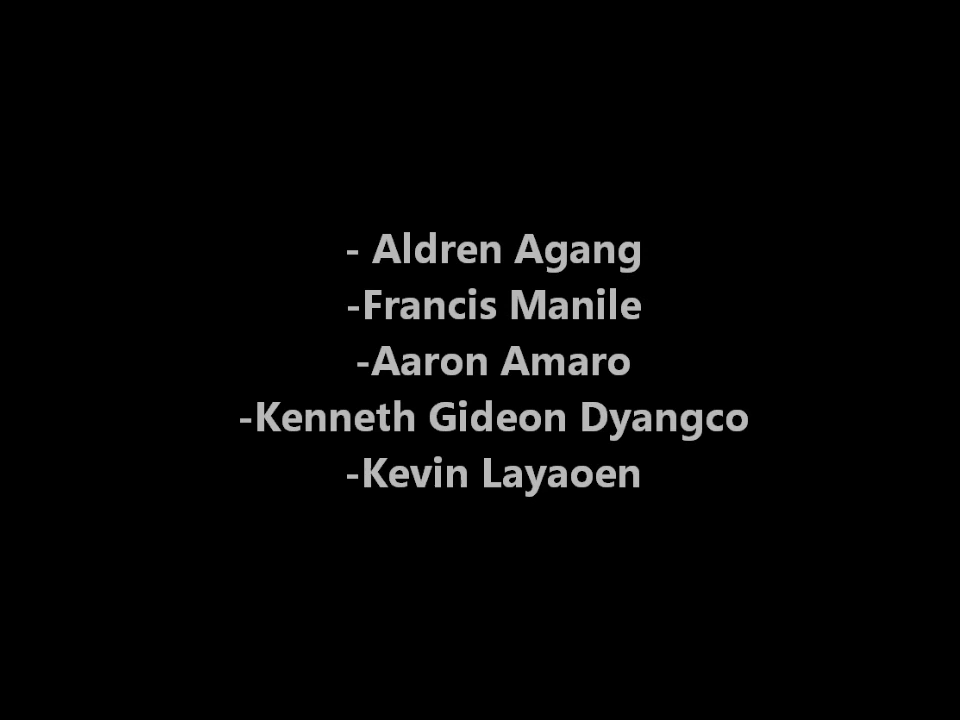 - Aldren Agang
-Francis Manile
-Aaron Amaro
-Kenneth Gideon Dyangco
-Kevin Layaoen